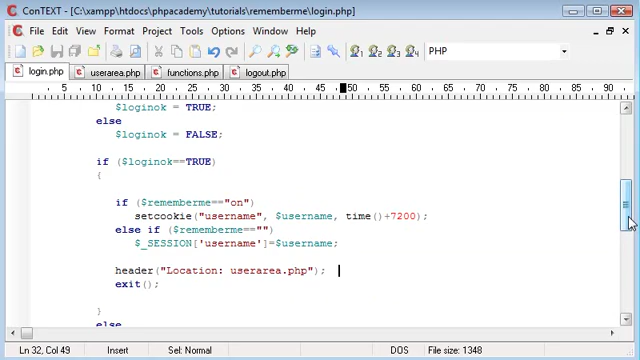 ConTEXT - [C:\xampp\htdocs\phpacademy\tutorials\rememberme\login.php]
File Edit View Format Project Tools Options Window Help
PHP
login.php userarea.php functions.php logout.php
5 10 15 20 25 30 35 40 45 50 55 60 65 70 75 80 85 90
$loginok = TRUE;
else
$loginok = FALSE;
if ($loginok==TRUE)
{
if ($rememberme=="on")
setcookie("username", $username, time()+7200);
else if ($rememberme=="")
$_SESSION['username']=$username;
header("Location: userarea.php");
exit();
}
else
Ln 32, Col 49 Insert Sel: Normal DOS File size: 1348